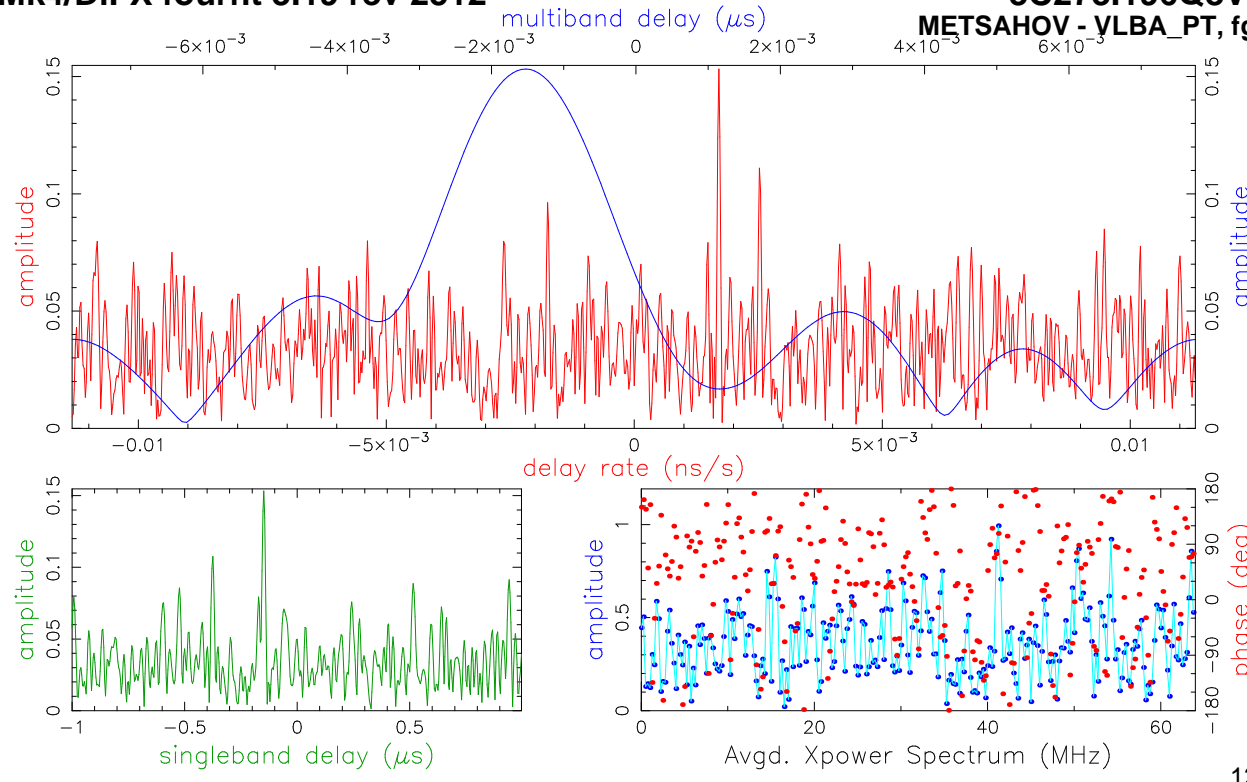 multiband delay (μs)
METSAHOV - VLBA_PT, fg
−6×10⁻³ −4×10⁻³ −2×10⁻³ 0 2×10⁻³ 4×10⁻³ 6×10⁻³
amplitude
0 0.05 0.1 0.15
amplitude
0 0.05 0.1 0.15
−0.01 −5×10⁻³ 0 5×10⁻³ 0.01
delay rate (ns/s)
amplitude
0 0.05 0.1 0.15
−1 −0.5 0 0.5
singleband delay (μs)
amplitude
0 0.5 1
phase (deg)
−180 −90 0 90 180
0 20 40 60
Avgd. Xpower Spectrum (MHz)
12